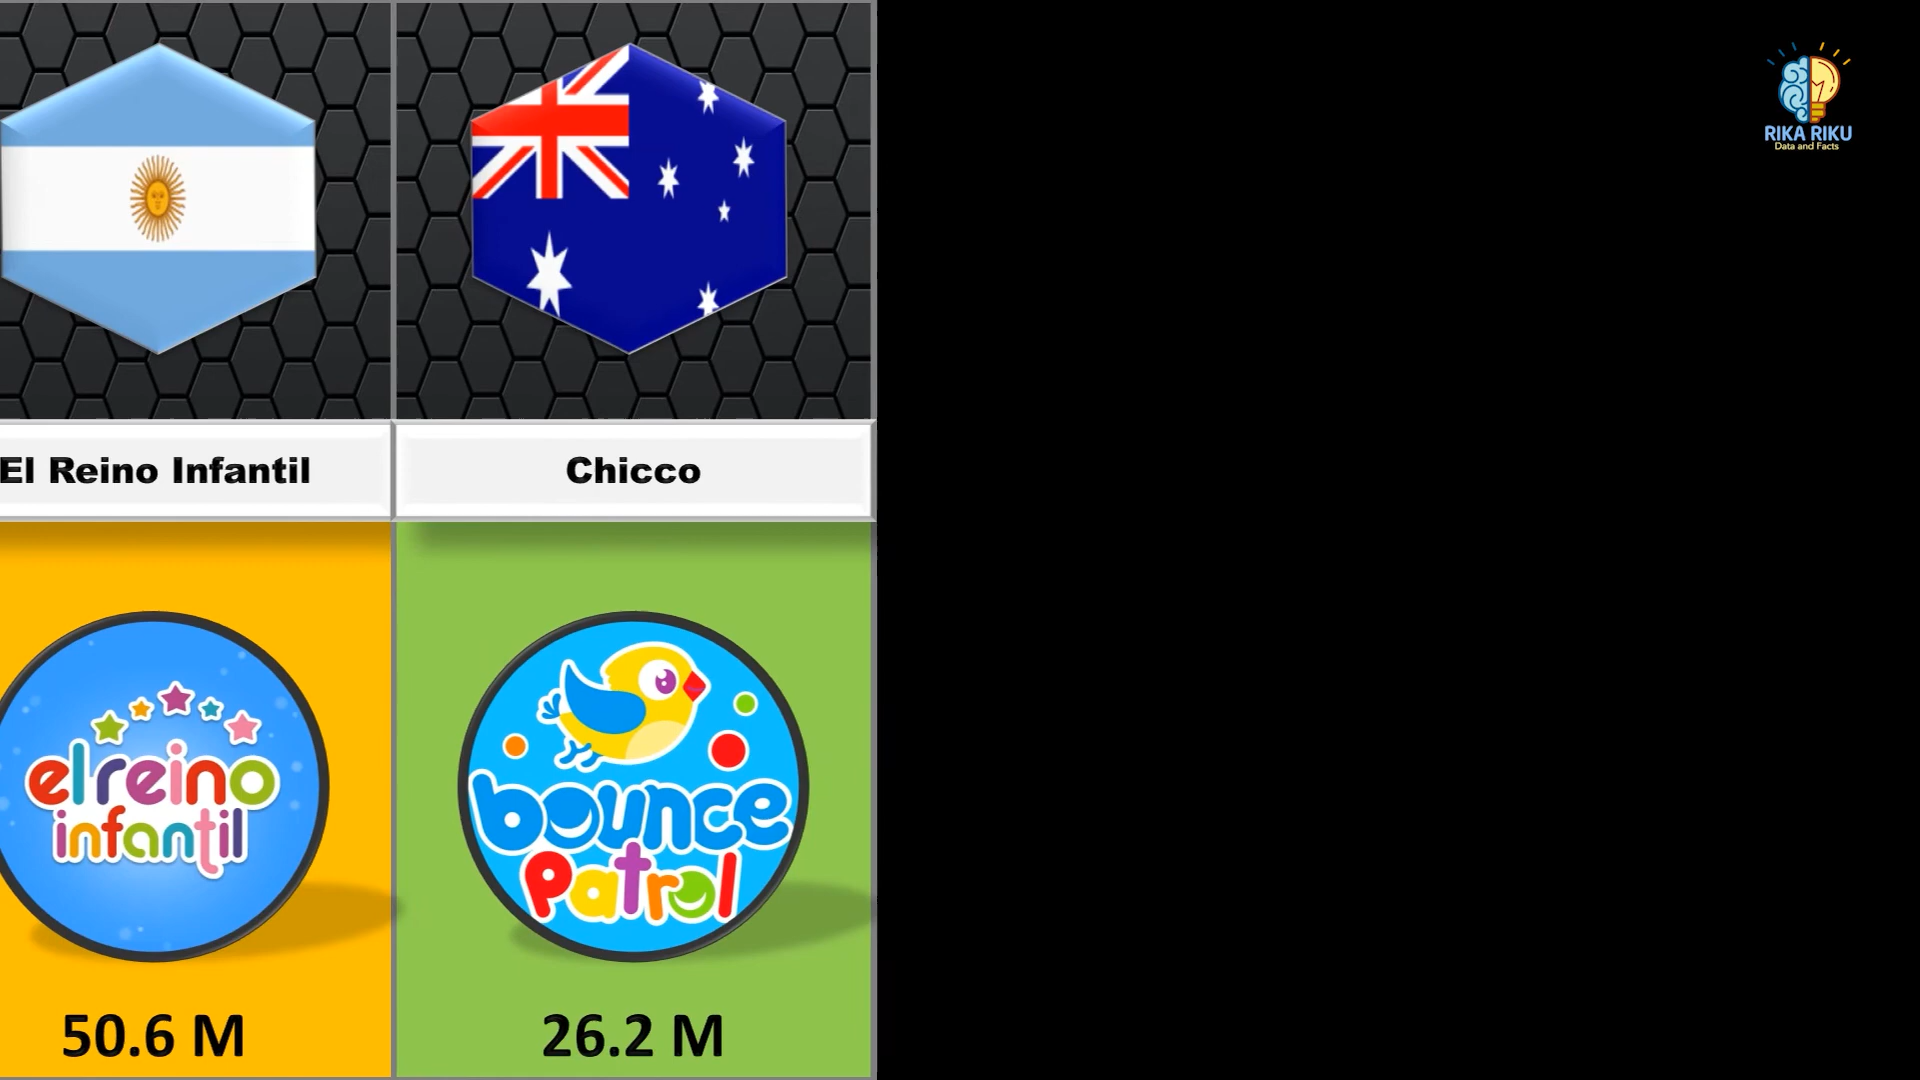 RIKA RIKU
Data and Facts
El Reino Infantil
Chicco
el reino
infantil
bounce
Patrol
50.6 M
26.2 M